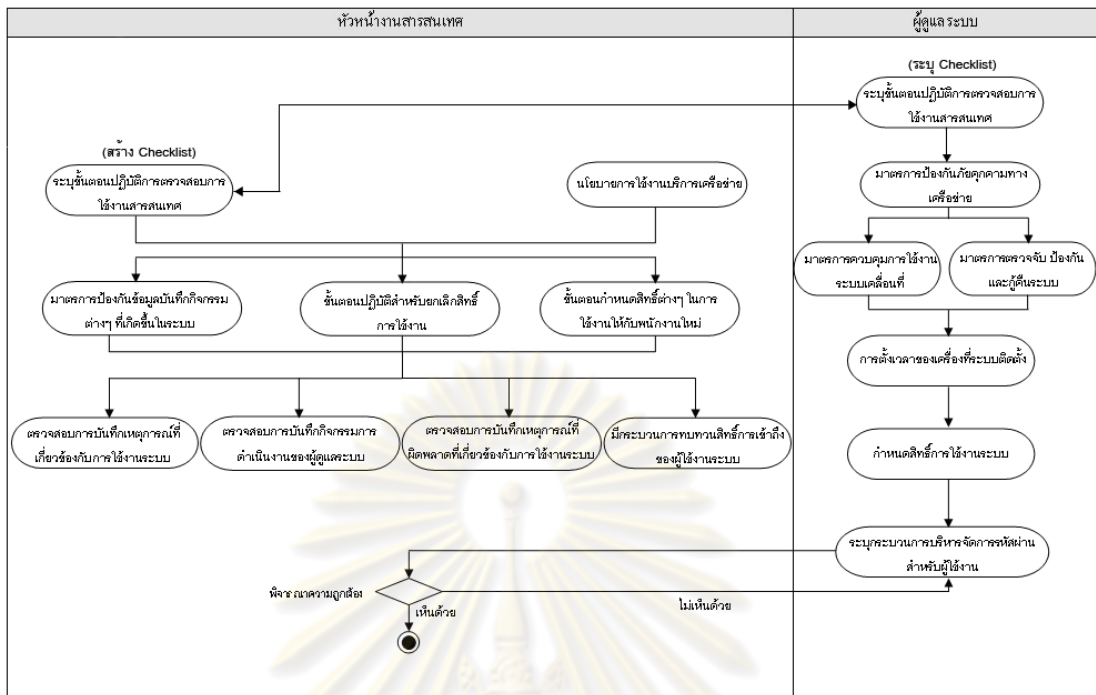 หัวหน้างานสารสนเทศ
ผู้ดูแลระบบ
(ระบุ Checklist)
ระบุขั้นตอนปฏิบัติการตรวจสอบการ
ใช้งานสารสนเทศ
(สร้าง Checklist)
ระบุขั้นตอนปฏิบัติการตรวจสอบการ
ใช้งานสารสนเทศ
นโยบายการใช้งานบริการเครือข่าย
มาตรการป้องกันภัยคุกคามทาง
เครือข่าย
มาตรการควบคุมการใช้งาน
ระบบเคลื่อนที่
มาตรการตรวจจับ ป้องกัน
และกู้คืนระบบ
มาตรการป้องกันข้อมูลบันทึกกิจกรรม
ต่างๆ ที่เกิดขึ้นในระบบ
ขั้นตอนปฏิบัติสำหรับยกเลิกสิทธิ์
การใช้งาน
ขั้นตอนกำหนดสิทธิ์ต่างๆ ในการ
ใช้งานให้กับพนักงานใหม่
การตั้งเวลาของเครื่องที่ระบบติดตั้ง
ตรวจสอบการบันทึกเหตุการณ์ที่
เกี่ยวข้องกับการใช้งานระบบ
ตรวจสอบการบันทึกกิจกรรมการ
ดำเนินงานของผู้ดูแลระบบ
ตรวจสอบการบันทึกเหตุการณ์ที่
ผิดพลาดที่เกี่ยวข้องกับการใช้งานระบบ
มีกระบวนการทบทวนสิทธิ์การเข้าถึง
ของผู้ใช้งานระบบ
กำหนดสิทธิ์การใช้งานระบบ
ระบุกระบวนการบริหารจัดการรหัสผ่าน
สำหรับผู้ใช้งาน
พิจารณาความถูกต้อง
เห็นด้วย
ไม่เห็นด้วย